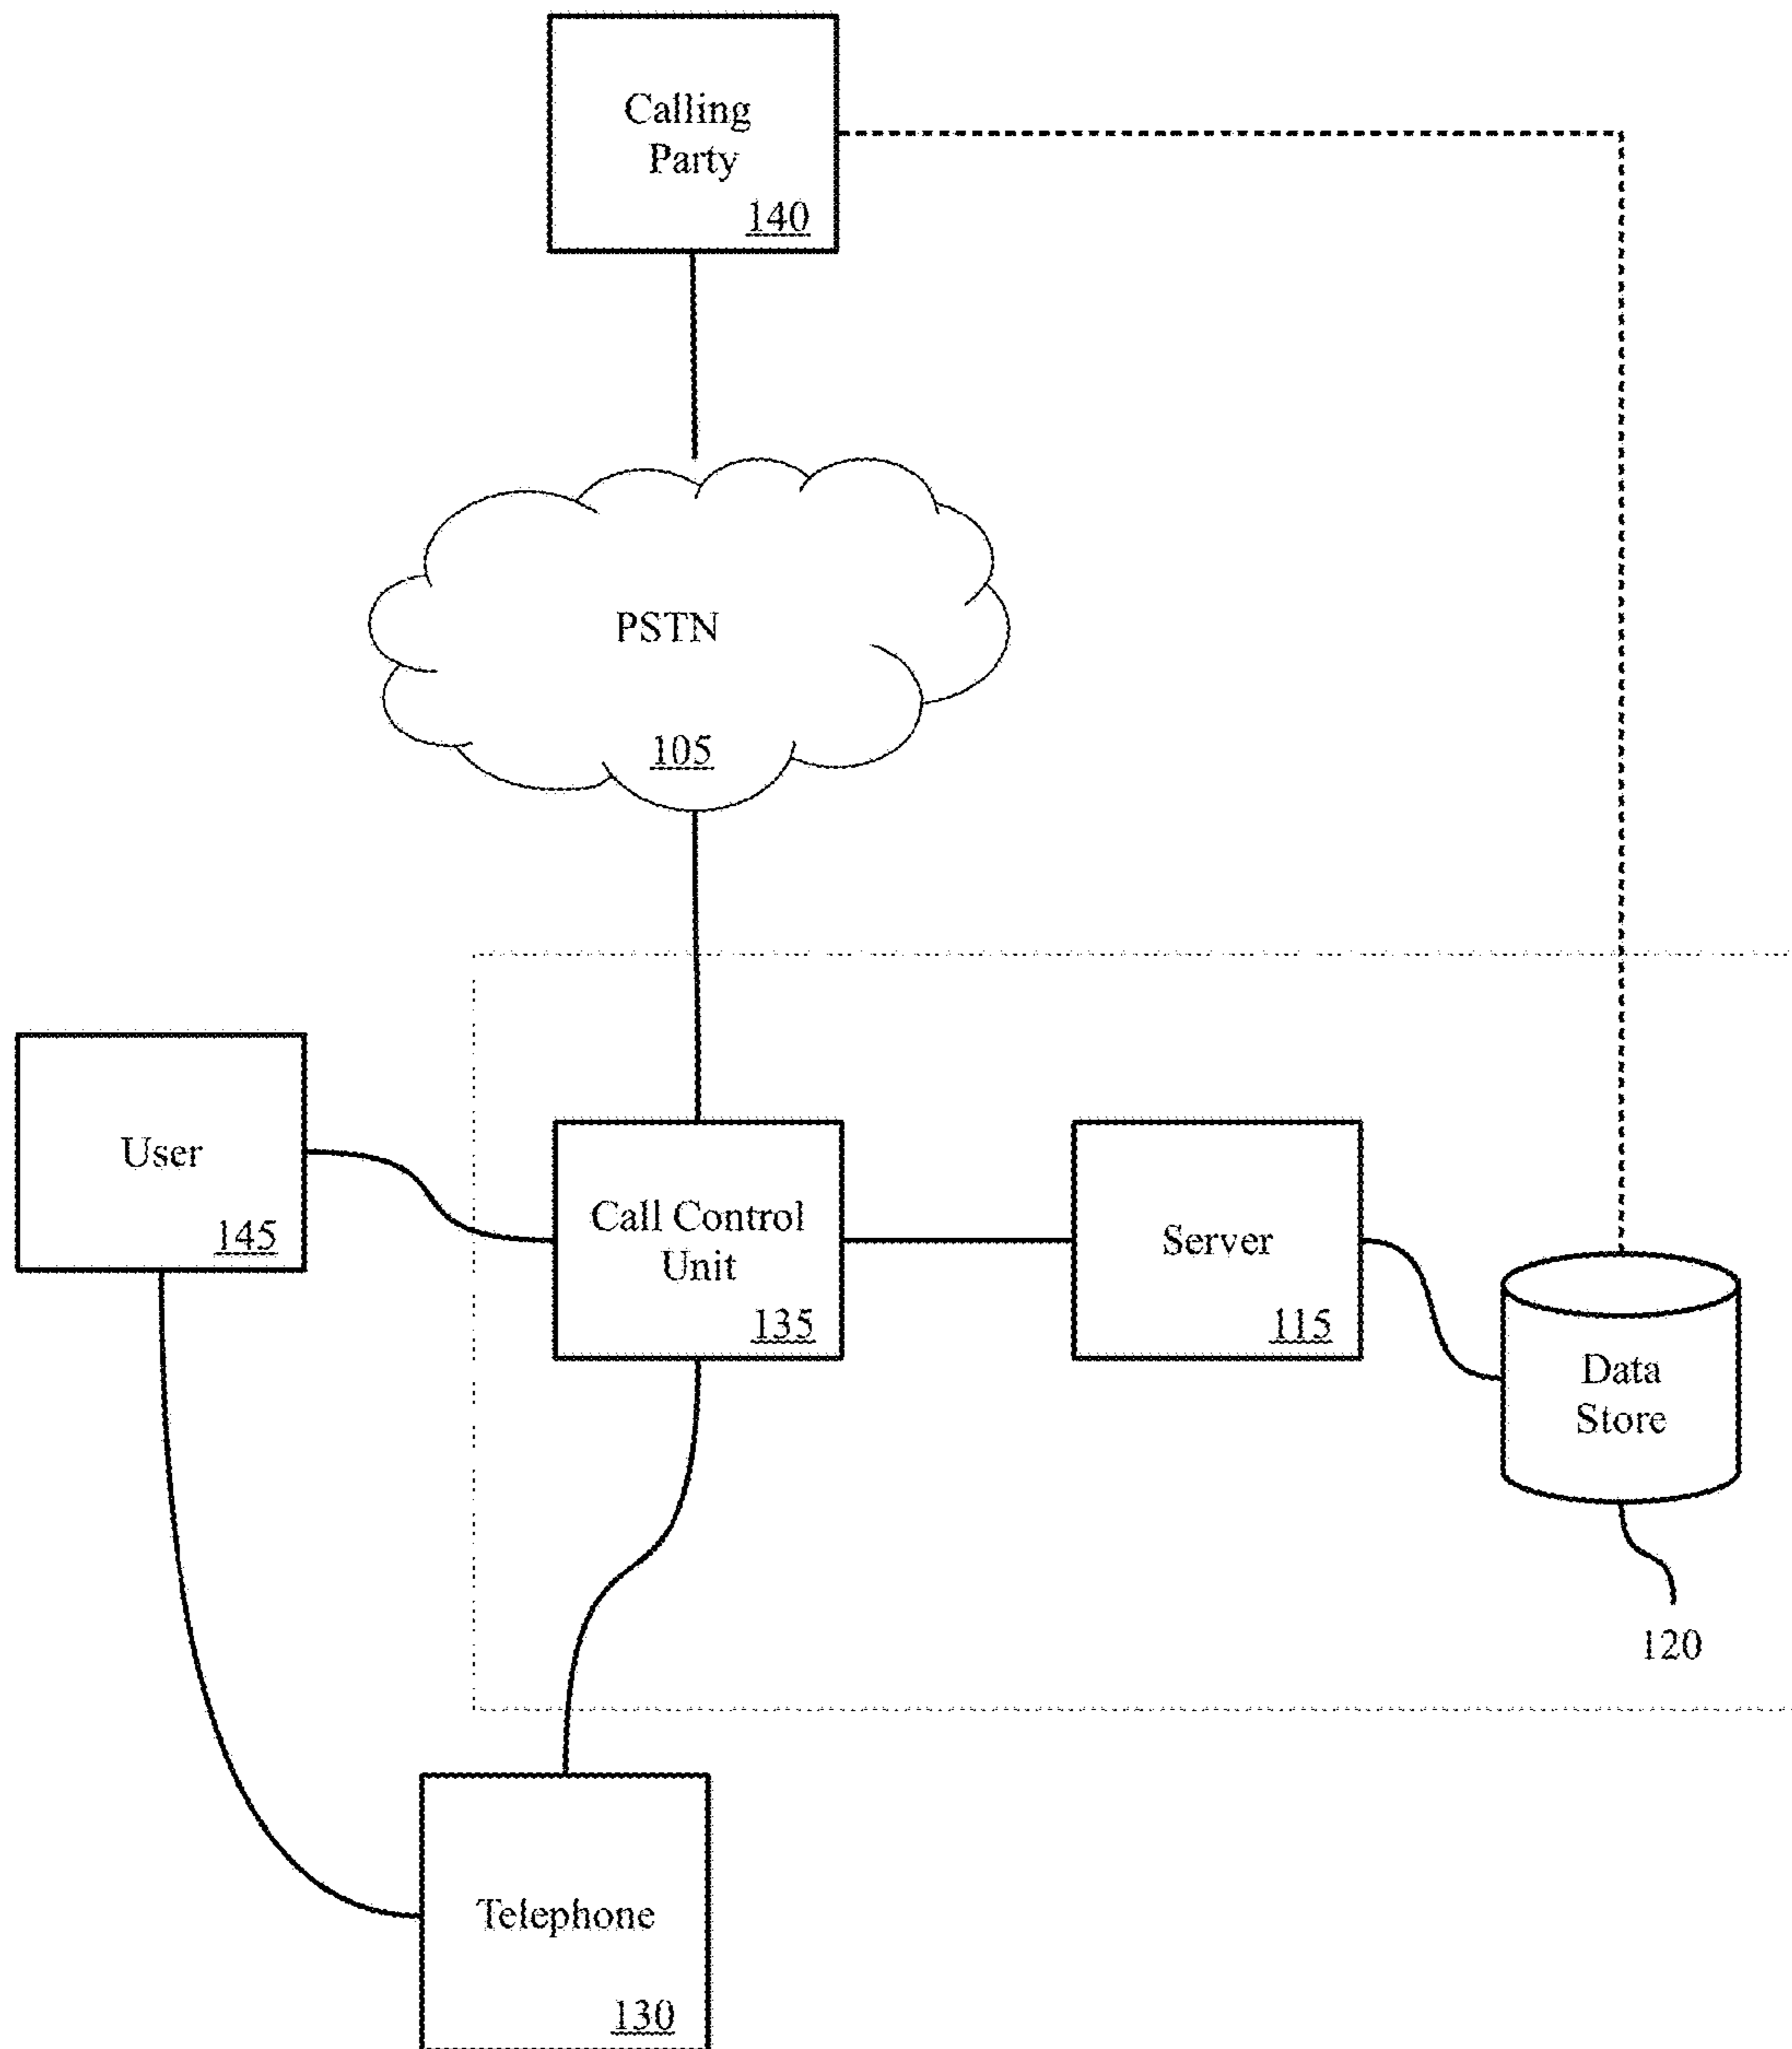 Calling
Party
140
PSTN
105
User
145
Call Control
Unit
135
Server
115
Data
Store
120
Telephone
130